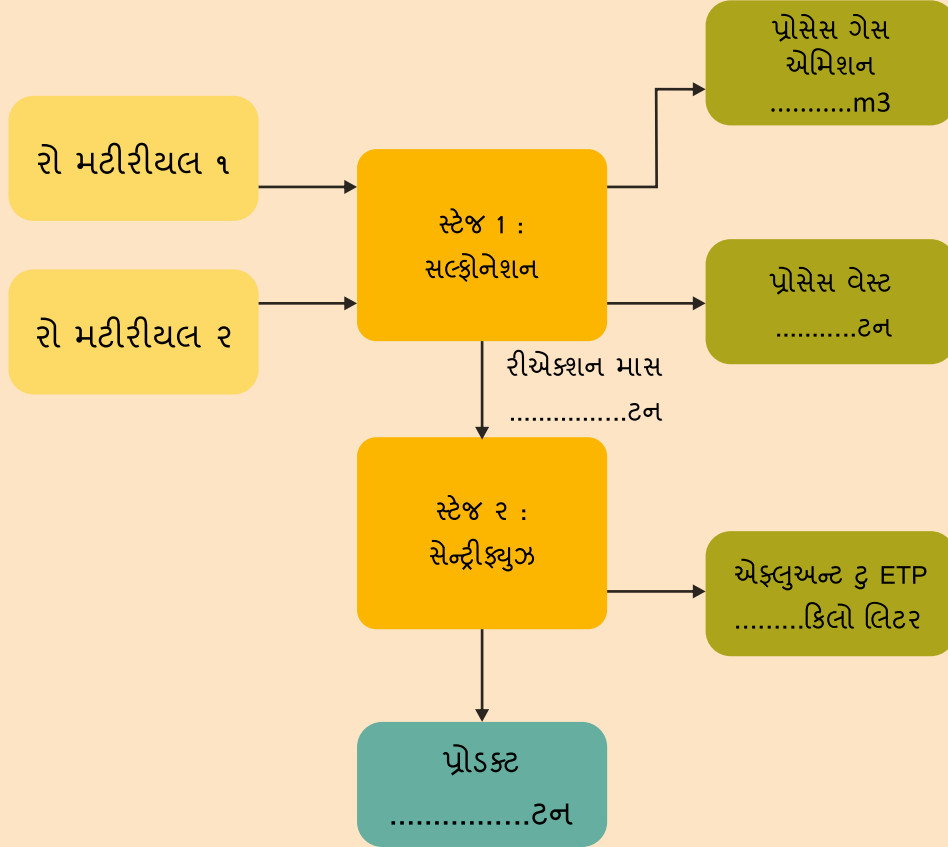 પ્રોસેસ ગેસ
એમિશન
...........m3
રો મટીરીયલ ૧
સ્ટેજ 1 :
સલ્ફોનેશન
રો મટીરીયલ ૨
પ્રોસેસ વેસ્ટ
...........ટન
રીએક્શન માસ
................ટન
સ્ટેજ ૨ :
સેન્ટ્રીફ્યુઝ
એફ્લુઅન્ટ ટુ ETP
.........કિલો લિટર
પ્રોડક્ટ
................ટન